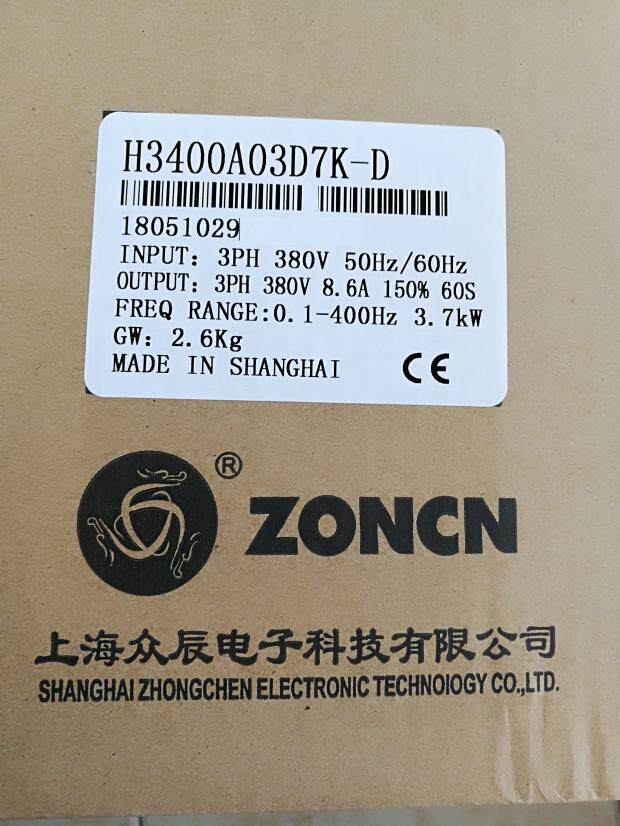 H3400A03D7K-D
18051029
INPUT: 3PH 380V 50Hz/60Hz
OUTPUT: 3PH 380V 8.6A 150% 60S
FREQ RANGE:0.1-400Hz 3.7kW
GW: 2.6Kg
MADE IN SHANGHAI CE
®
ZONCN
上海众辰电子科技有限公司
SHANGHAI ZHONGCHEN ELECTRONIC TECHNOIOGY CO.,LTD.